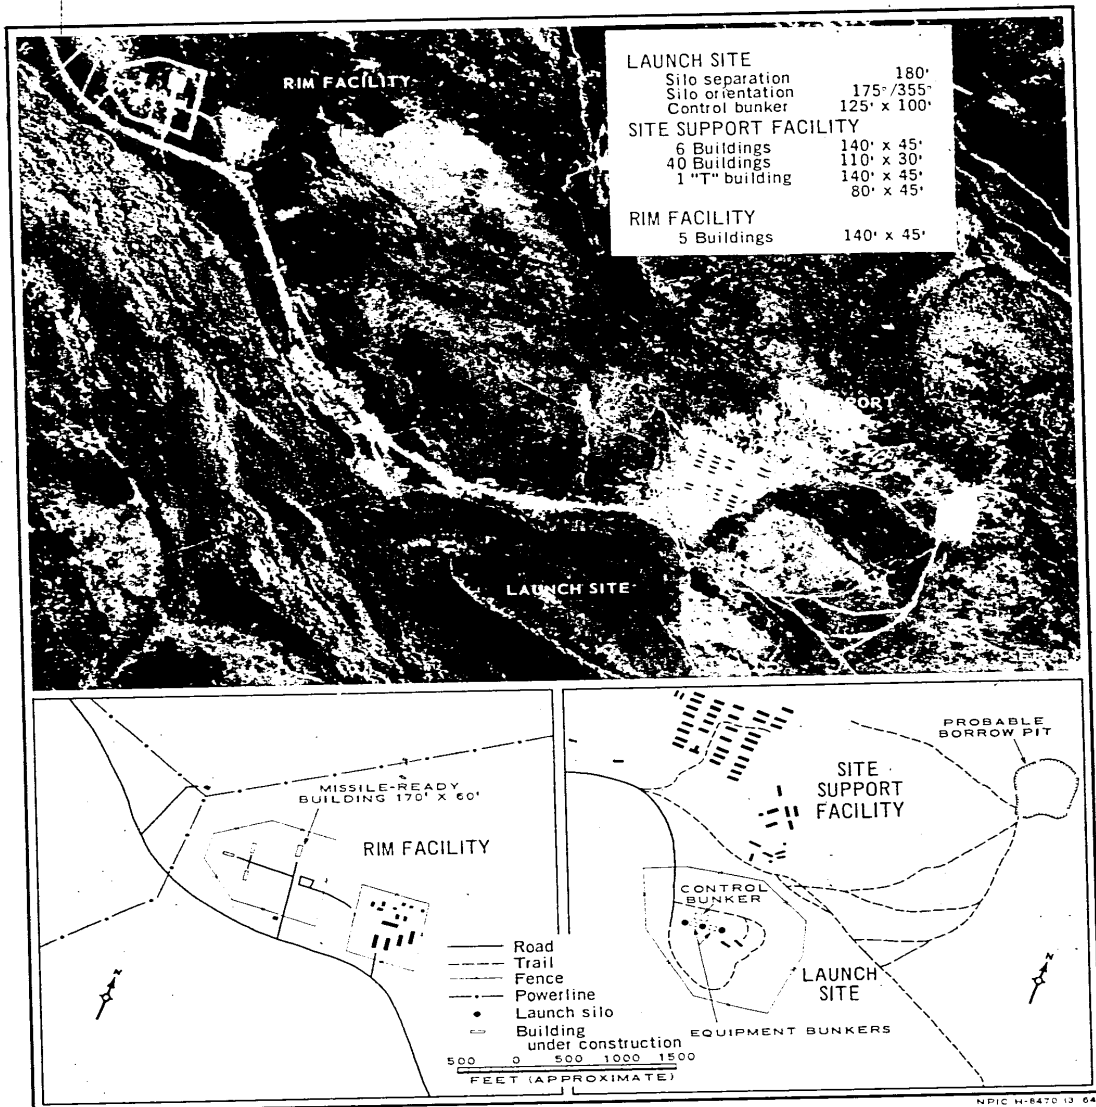 RIM FACILITY
LAUNCH SITE
Silo separation 180'
Silo orientation 175°/355°
Control bunker 125' x 100'
SITE SUPPORT FACILITY
6 Buildings 140' x 45'
40 Buildings 110' x 30'
1 "T" building 140' x 45'
80' x 45'
RIM FACILITY
5 Buildings 140' x 45'
LAUNCH SITE
MISSILE-READY
BUILDING 170' X 60'
RIM FACILITY
Road
Trail
Fence
Powerline
Launch silo
Building
under construction
500 0 500 1000 1500
FEET (APPROXIMATE)
N
PROBABLE
BORROW PIT
SITE
SUPPORT
FACILITY
CONTROL
BUNKER
LAUNCH
SITE
EQUIPMENT BUNKERS
N